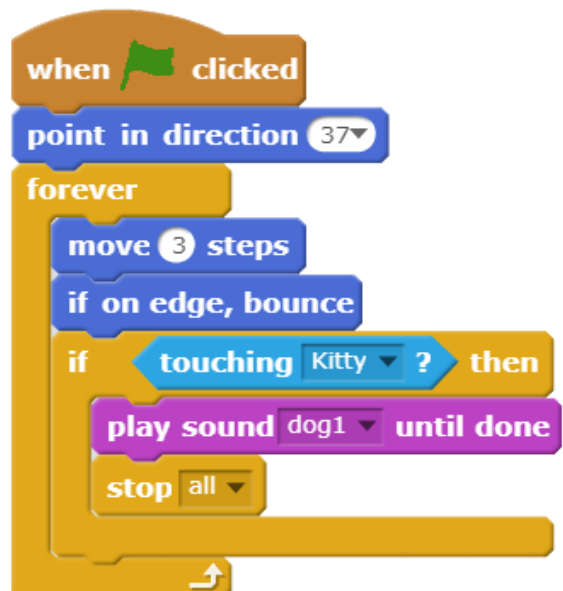 when clicked
point in direction 37
forever
move 3 steps
if on edge, bounce
if touching Kitty ? then
play sound dog1 until done
stop all